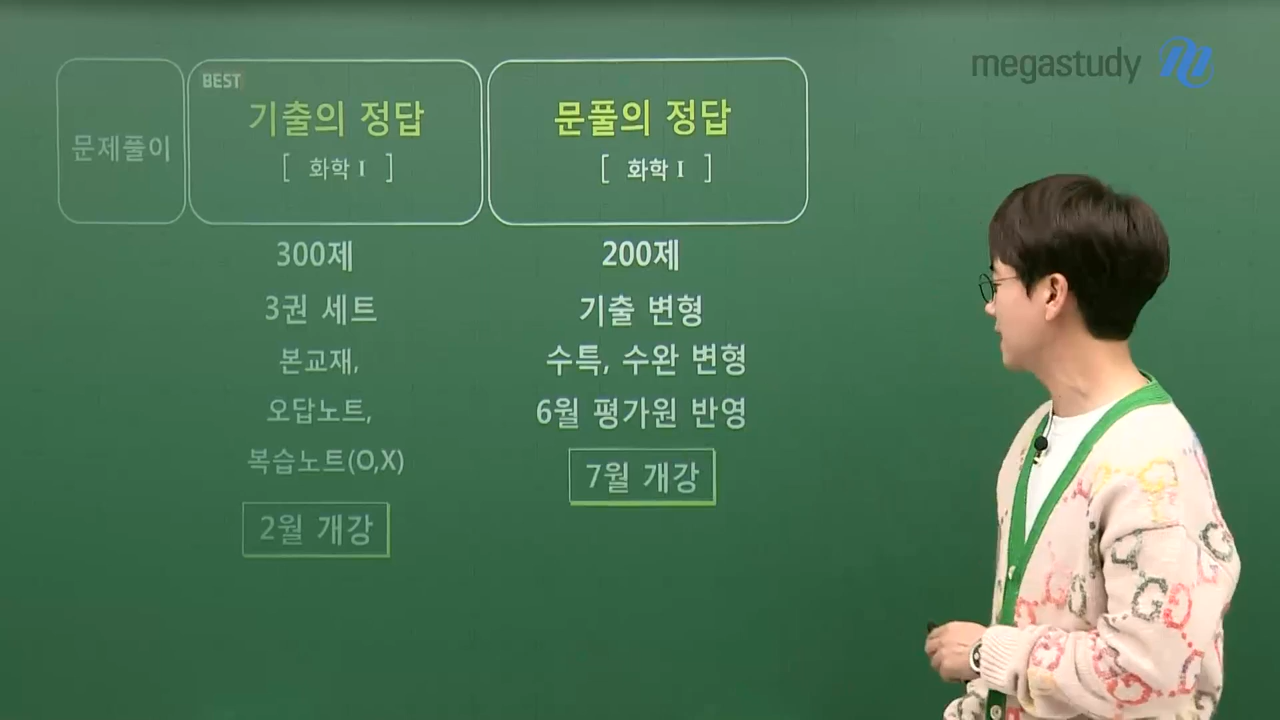 megastudy
문제풀이
BEST
기출의 정답
[ 화학 I ]
300제
3권 세트
본교재,
오답노트,
복습노트(O,X)
2월 개강
문풀의 정답
[ 화학 I ]
200제
기출 변형
수특, 수완 변형
6월 평가원 반영
7월 개강